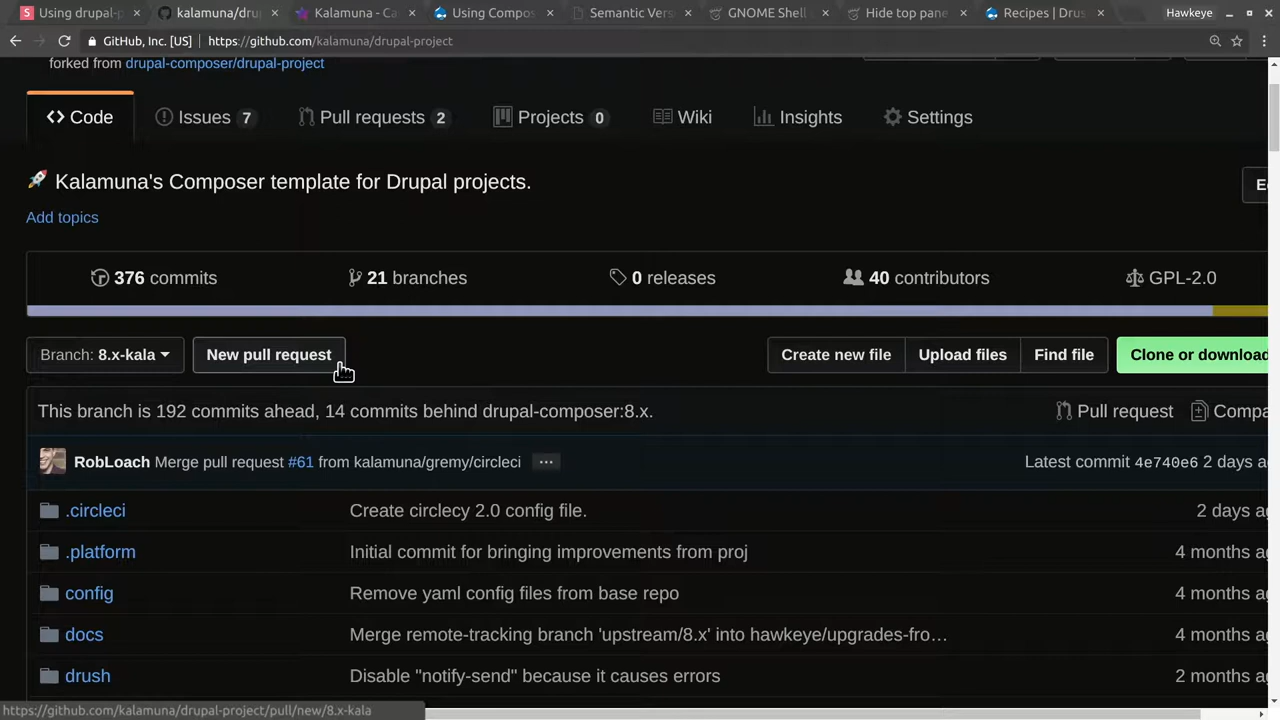 Using drupal-p
kalamuna/dru
Kalamuna - Ca
Using Compos
Semantic Vers
GNOME Shell
Hide top pane
Recipes | Drus
Hawkeye
GitHub, Inc. [US]
https://github.com/kalamuna/drupal-project
forked from drupal-composer/drupal-project
Code
Issues 7
Pull requests 2
Projects 0
Wiki
Insights
Settings
Kalamuna's Composer template for Drupal projects.
E
Add topics
376 commits
21 branches
0 releases
40 contributors
GPL-2.0
Branch: 8.x-kala
New pull request
Create new file
Upload files
Find file
Clone or download
This branch is 192 commits ahead, 14 commits behind drupal-composer:8.x.
Pull request
Compa
RobLoach Merge pull request #61 from kalamuna/gremy/circleci
Latest commit 4e740e6 2 days a
.circleci
Create circlecy 2.0 config file.
2 days ag
.platform
Initial commit for bringing improvements from proj
4 months ag
config
Remove yaml config files from base repo
4 months ag
docs
Merge remote-tracking branch 'upstream/8.x' into hawkeye/upgrades-fro…
4 months ag
drush
Disable "notify-send" because it causes errors
2 months ag
https://github.com/kalamuna/drupal-project/pull/new/8.x-kala